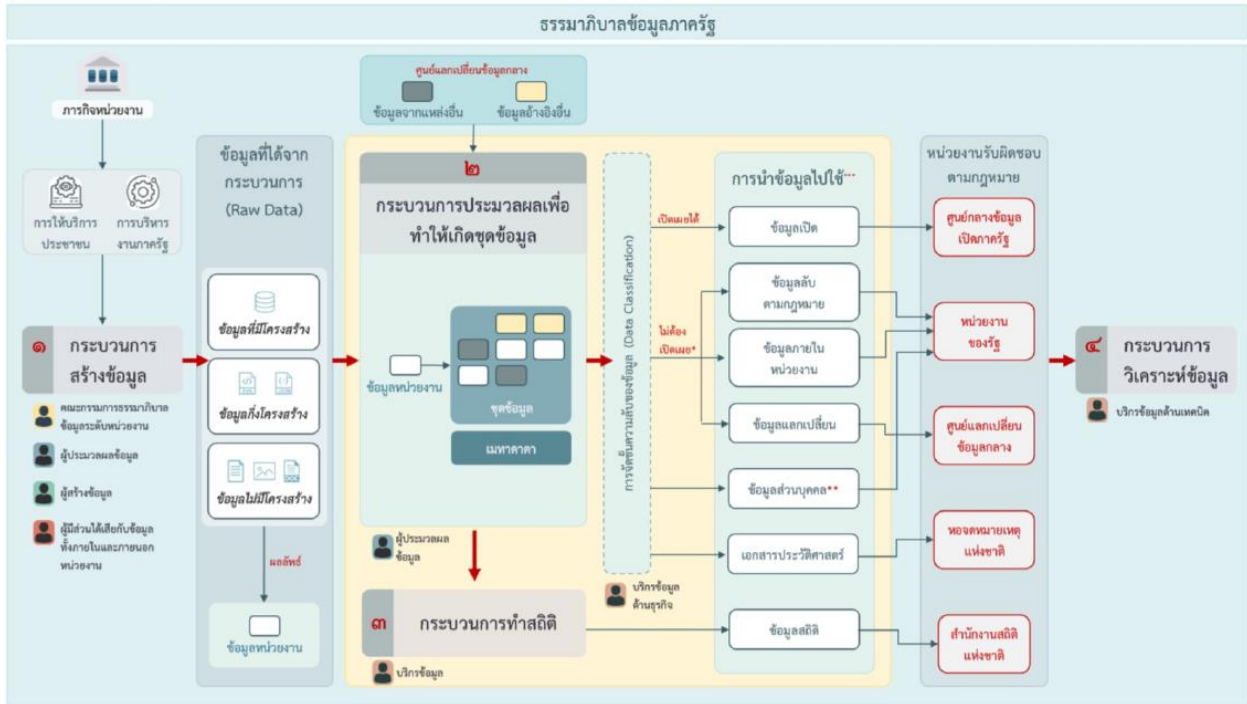 ธรรมาภิบาลข้อมูลภาครัฐ
ภารกิจหน่วยงาน
การให้บริการ
ประชาชน
การบริหาร
งานภาครัฐ
๑ กระบวนการ
สร้างข้อมูล
คณะกรรมการธรรมาภิบาล
ข้อมูลระดับหน่วยงาน
ผู้ประมวลผลข้อมูล
ผู้สร้างข้อมูล
ผู้มีส่วนได้เสียกับข้อมูล
ทั้งภายในและภายนอก
หน่วยงาน
ข้อมูลที่ได้จาก
กระบวนการ
(Raw Data)
ข้อมูลที่มีโครงสร้าง
ข้อมูลกึ่งโครงสร้าง
ข้อมูลไม่มีโครงสร้าง
ผลลัพธ์
ข้อมูลหน่วยงาน
ศูนย์แลกเปลี่ยนข้อมูลกลาง
ข้อมูลจากแหล่งอื่น
ข้อมูลอ้างอิงอื่น
๒
กระบวนการประมวลผลเพื่อ
ทำให้เกิดชุดข้อมูล
ข้อมูลหน่วยงาน
ชุดข้อมูล
เมทาดาตา
ผู้ประมวลผล
ข้อมูล
๓ กระบวนการทำสถิติ
บริกรข้อมูล
การจัดชั้นความลับของข้อมูล (Data Classification)
บริกรข้อมูล
ด้านธุรกิจ
เปิดเผยได้
ไม่ต้อง
เปิดเผย*
การนำข้อมูลไปใช้***
ข้อมูลเปิด
ข้อมูลลับ
ตามกฎหมาย
ข้อมูลภายใน
หน่วยงาน
ข้อมูลแลกเปลี่ยน
ข้อมูลส่วนบุคคล**
เอกสารประวัติศาสตร์
ข้อมูลสถิติ
หน่วยงานรับผิดชอบ
ตามกฎหมาย
ศูนย์กลางข้อมูล
เปิดภาครัฐ
หน่วยงาน
ของรัฐ
ศูนย์แลกเปลี่ยน
ข้อมูลกลาง
หอจดหมายเหตุ
แห่งชาติ
สำนักงานสถิติ
แห่งชาติ
๔ กระบวนการ
วิเคราะห์ข้อมูล
บริกรข้อมูลด้านเทคนิค